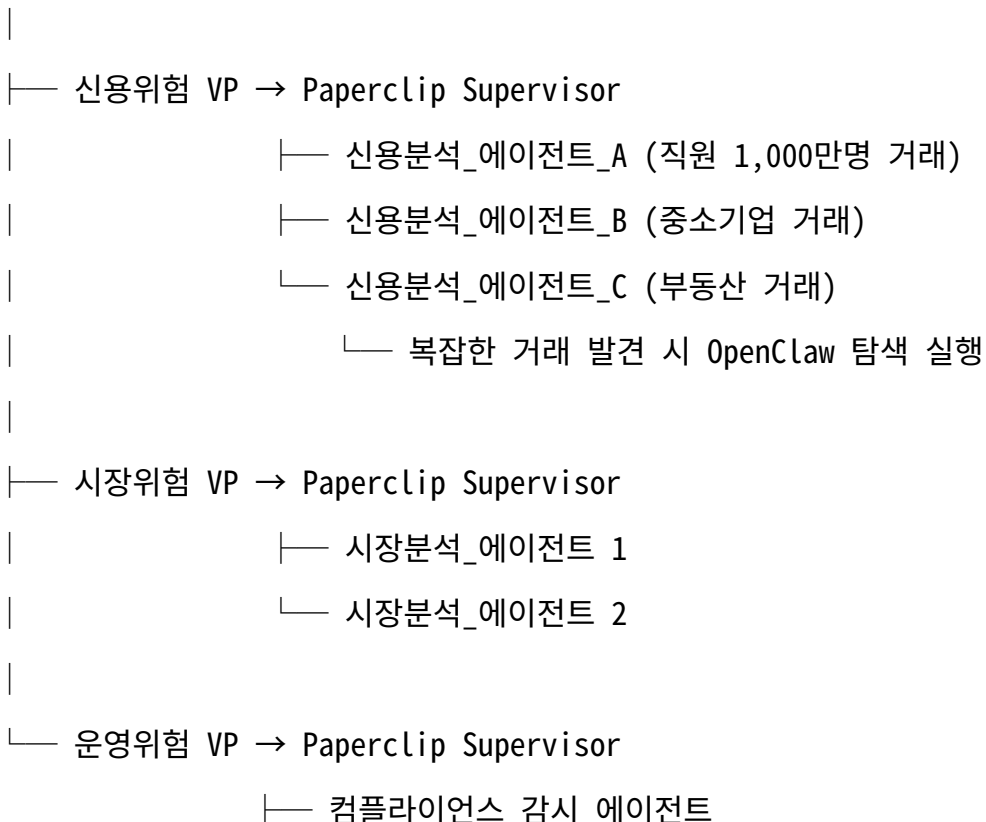 │
├── 신용위험 VP → Paperclip Supervisor
│              ├── 신용분석_에이전트_A (직원 1,000만명 거래)
│              ├── 신용분석_에이전트_B (중소기업 거래)
│              └── 신용분석_에이전트_C (부동산 거래)
│                  └── 복잡한 거래 발견 시 OpenClaw 탐색 실행
│
├── 시장위험 VP → Paperclip Supervisor
│              ├── 시장분석_에이전트 1
│              └── 시장분석_에이전트 2
│
└── 운영위험 VP → Paperclip Supervisor
               ├── 컴플라이언스 감시 에이전트